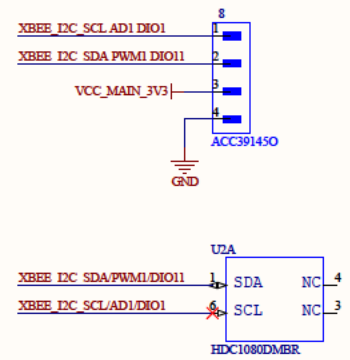 8
XBEE_I2C_SCL AD1 DIO1 1
XBEE_I2C_SDA PWM1 DIO11 2
VCC_MAIN_3V3 3
4
ACC39145O
GND
U2A
XBEE_I2C_SDA/PWM1/DIO11 1 SDA NC 4
XBEE_I2C_SCL/AD1/DIO1 6 SCL NC 3
HDC1080DMBR